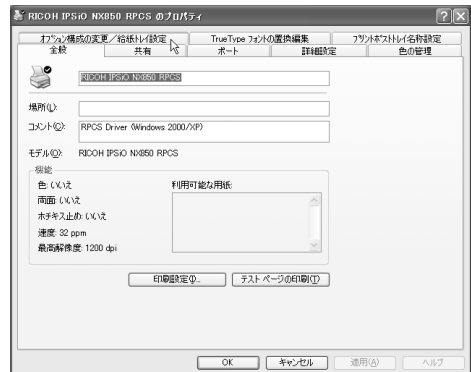 RICOH IPSiO NX850 RPCS のプロパティ
オプション構成の変更／給紙トレイ設定 TrueType フォントの置換編集 プリントポストトレイ名称設定
全般 共有 ポート 詳細設定 色の管理
RICOH IPSiO NX850 RPCS
場所(L):
コメント(C): RPCS Driver (Windows 2000/XP)
モデル(O): RICOH IPSiO NX850 RPCS
機能
色: いいえ 利用可能な用紙:
両面: いいえ
ホチキス止め: いいえ
速度: 32 ppm
最高解像度: 1200 dpi
印刷設定(I)... テスト ページの印刷(T)
OK キャンセル 適用(A) ヘルプ